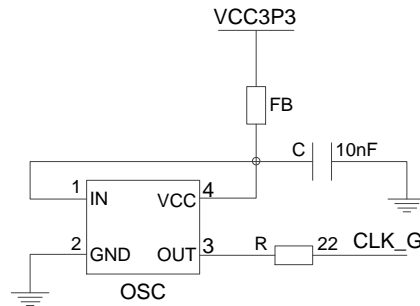 VCC3P3
FB
C 10nF
1 IN VCC 4
2 GND OUT 3 R 22 CLK_G
OSC